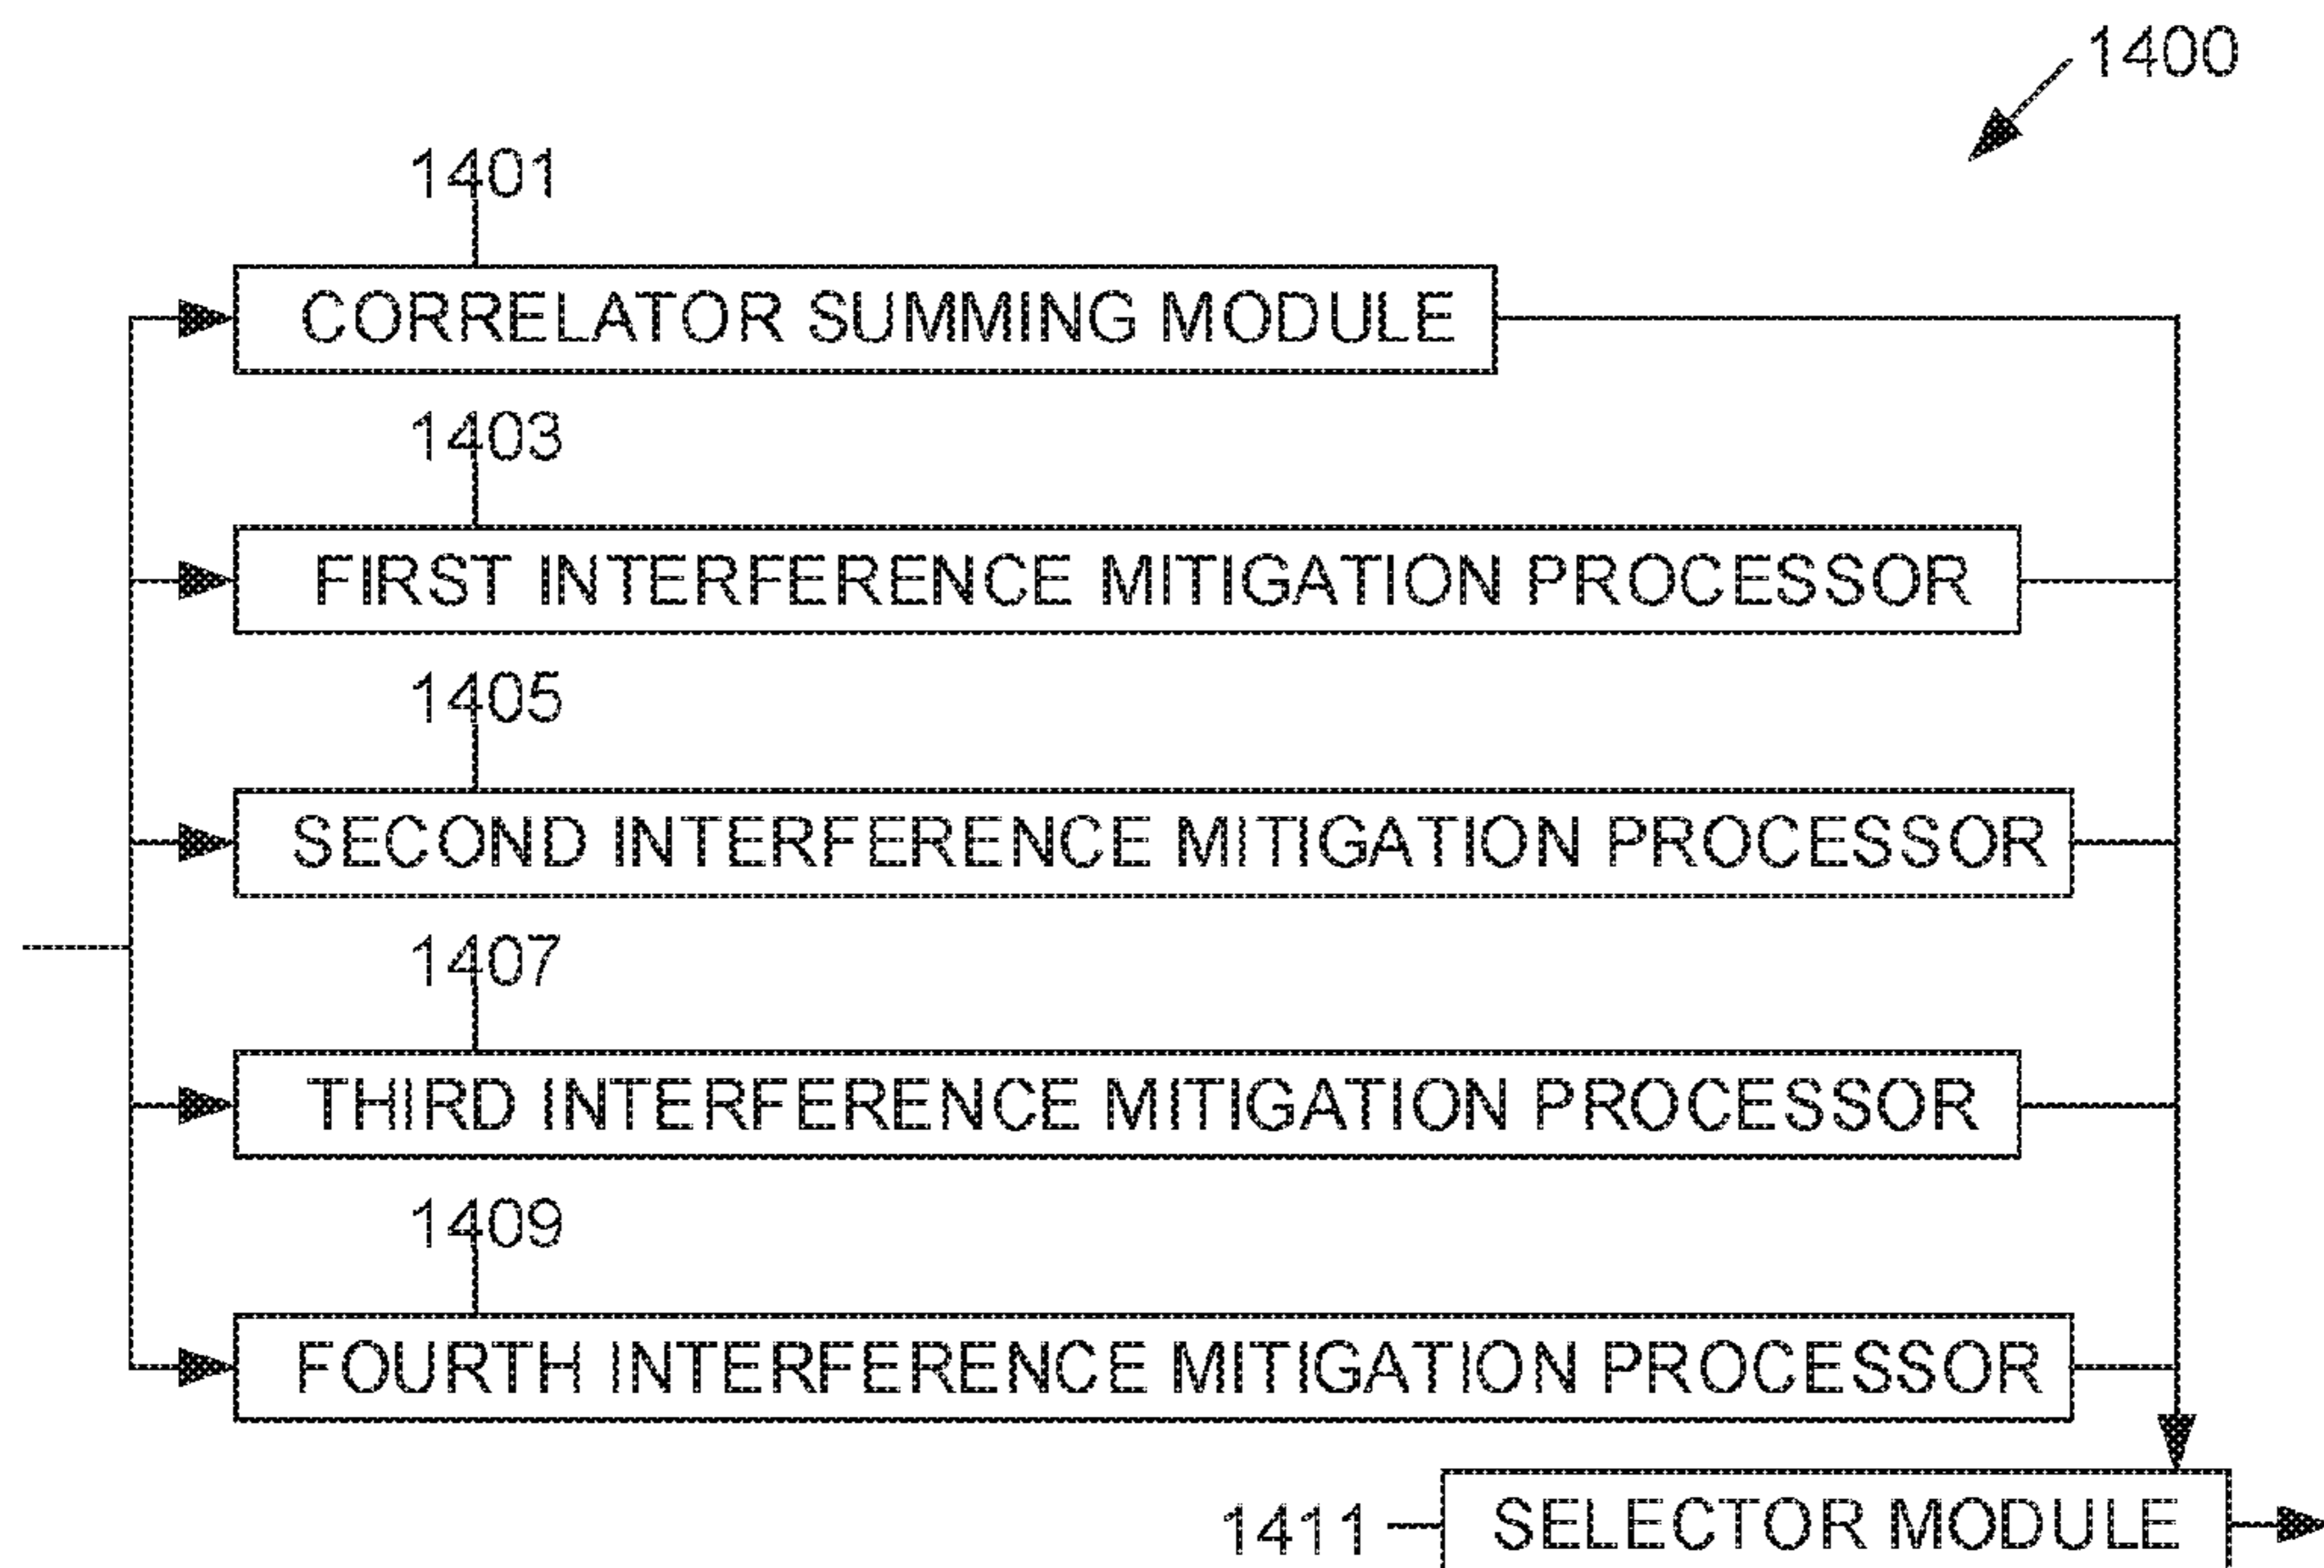 1400
1401
CORRELATOR SUMMING MODULE
1403
FIRST INTERFERENCE MITIGATION PROCESSOR
1405
SECOND INTERFERENCE MITIGATION PROCESSOR
1407
THIRD INTERFERENCE MITIGATION PROCESSOR
1409
FOURTH INTERFERENCE MITIGATION PROCESSOR
1411 SELECTOR MODULE